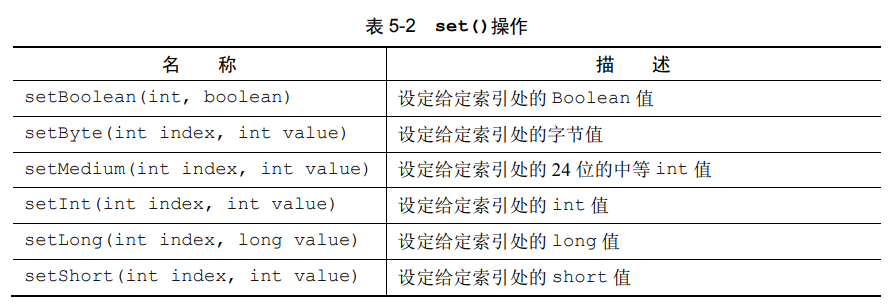 表 5-2 set()操作
名 称 描 述
setBoolean(int, boolean) 设定给定索引处的 Boolean 值
setByte(int index, int value) 设定给定索引处的字节值
setMedium(int index, int value) 设定给定索引处的 24 位的中等 int 值
setInt(int index, int value) 设定给定索引处的 int 值
setLong(int index, long value) 设定给定索引处的 long 值
setShort(int index, int value) 设定给定索引处的 short 值